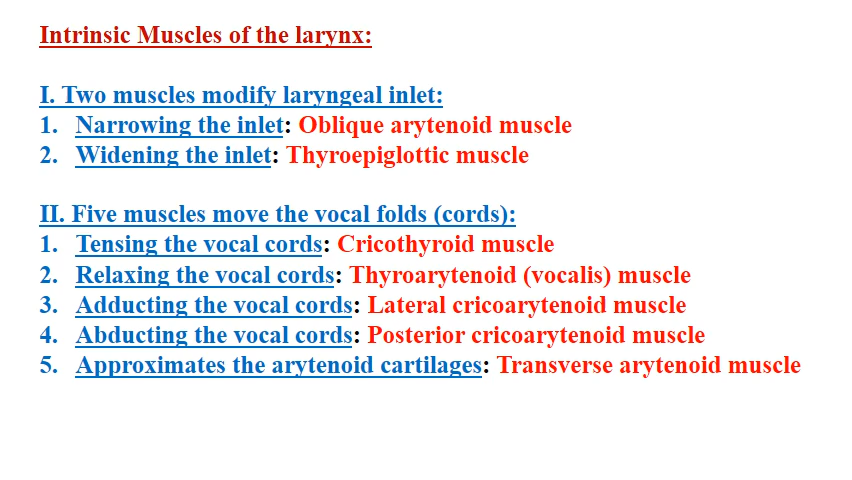 Intrinsic Muscles of the larynx:
I. Two muscles modify laryngeal inlet:
1. Narrowing the inlet: Oblique arytenoid muscle
2. Widening the inlet: Thyroepiglottic muscle
II. Five muscles move the vocal folds (cords):
1. Tensing the vocal cords: Cricothyroid muscle
2. Relaxing the vocal cords: Thyroarytenoid (vocalis) muscle
3. Adducting the vocal cords: Lateral cricoarytenoid muscle
4. Abducting the vocal cords: Posterior cricoarytenoid muscle
5. Approximates the arytenoid cartilages: Transverse arytenoid muscle